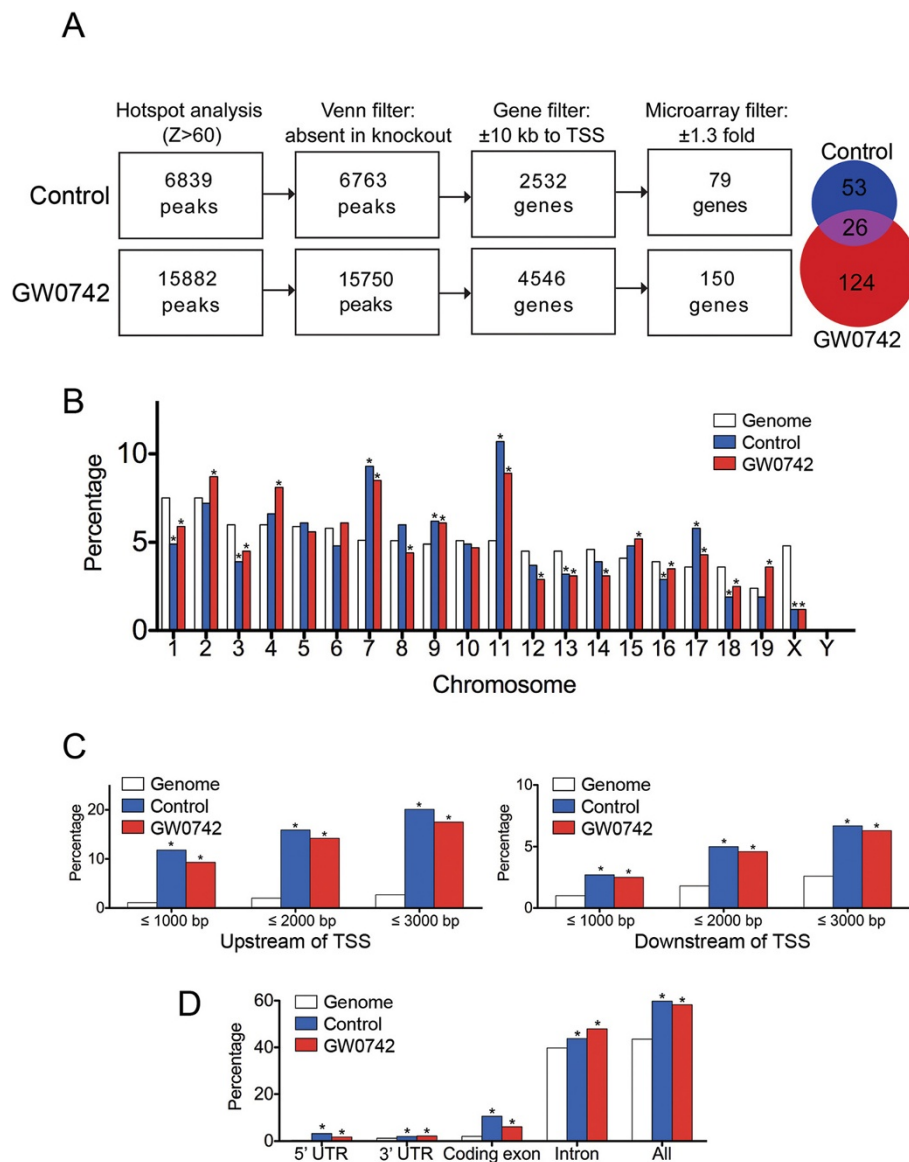 A
Hotspot analysis
(Z>60)
Venn filter:
absent in knockout
Gene filter:
±10 kb to TSS
Microarray filter:
±1.3 fold
Control
6839
peaks
6763
peaks
2532
genes
79
genes
GW0742
15882
peaks
15750
peaks
4546
genes
150
genes
Control
53
26
124
GW0742
B
Percentage
10
5
0
Genome
Control
GW0742
* * * * * * * * * * * * * * * * * * * * * * * * * * *
1 2 3 4 5 6 7 8 9 10 11 12 13 14 15 16 17 18 19 X Y
Chromosome
C
Percentage
20
10
0
Genome
Control
GW0742
* * * * * *
≤ 1000 bp ≤ 2000 bp ≤ 3000 bp
Upstream of TSS
Percentage
10
5
0
Genome
Control
GW0742
* * * * * *
≤ 1000 bp ≤ 2000 bp ≤ 3000 bp
Downstream of TSS
D
Percentage
60
40
20
0
Genome
Control
GW0742
* * * * * * * * * *
5' UTR 3' UTR Coding exon Intron All